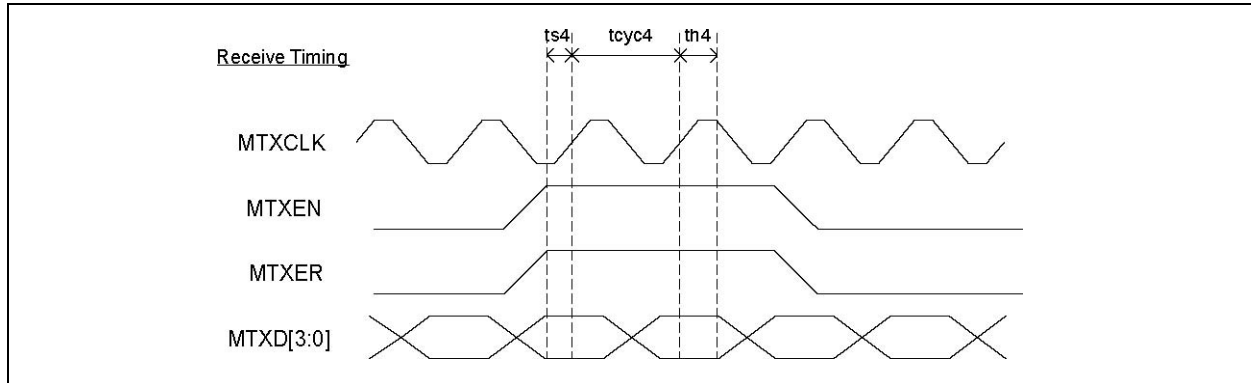 ts4 tcyc4 th4
Receive Timing
MTXCLK
MTXEN
MTXER
MTXD[3:0]